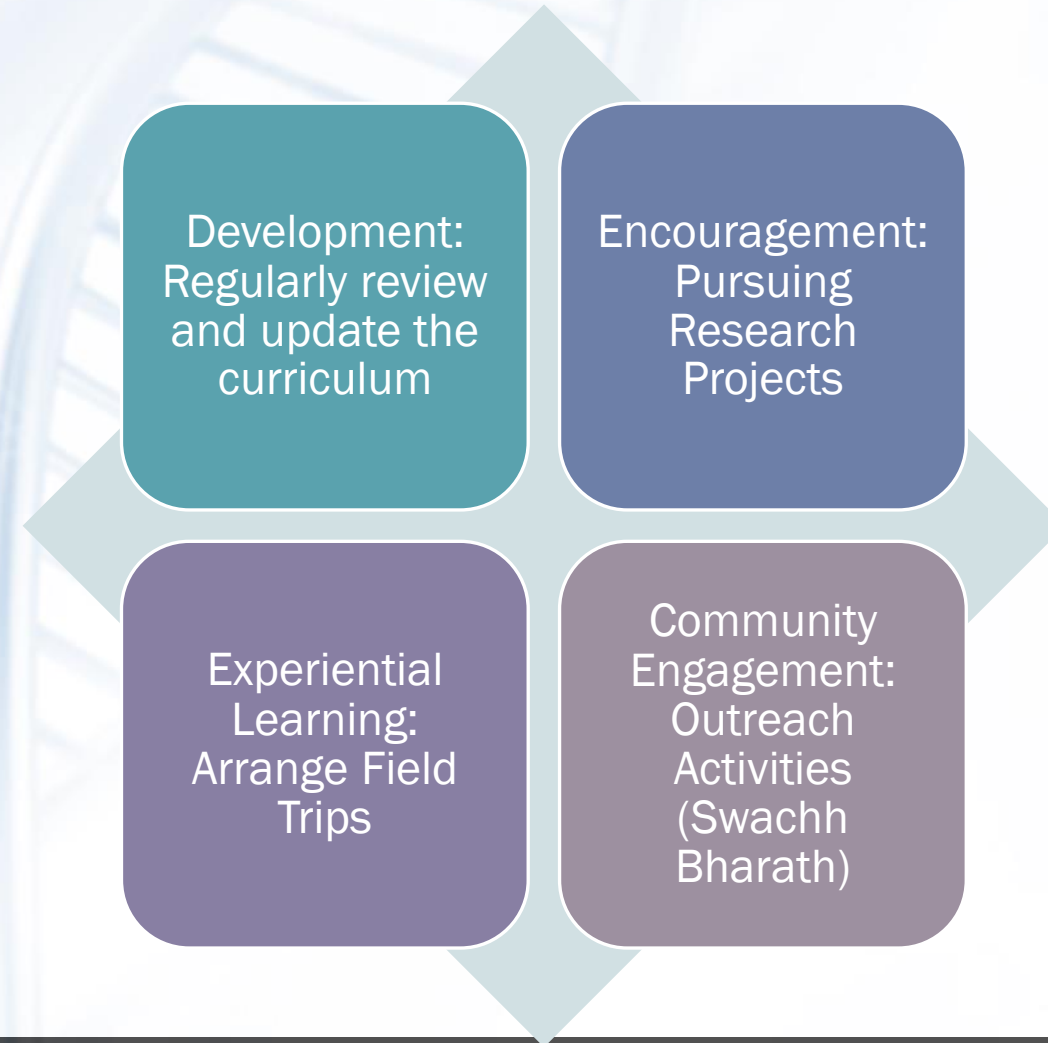 Development:
Regularly review
and update the
curriculum
Encouragement:
Pursuing
Research
Projects
Experiential
Learning:
Arrange Field
Trips
Community
Engagement:
Outreach
Activities
(Swachh
Bharath)